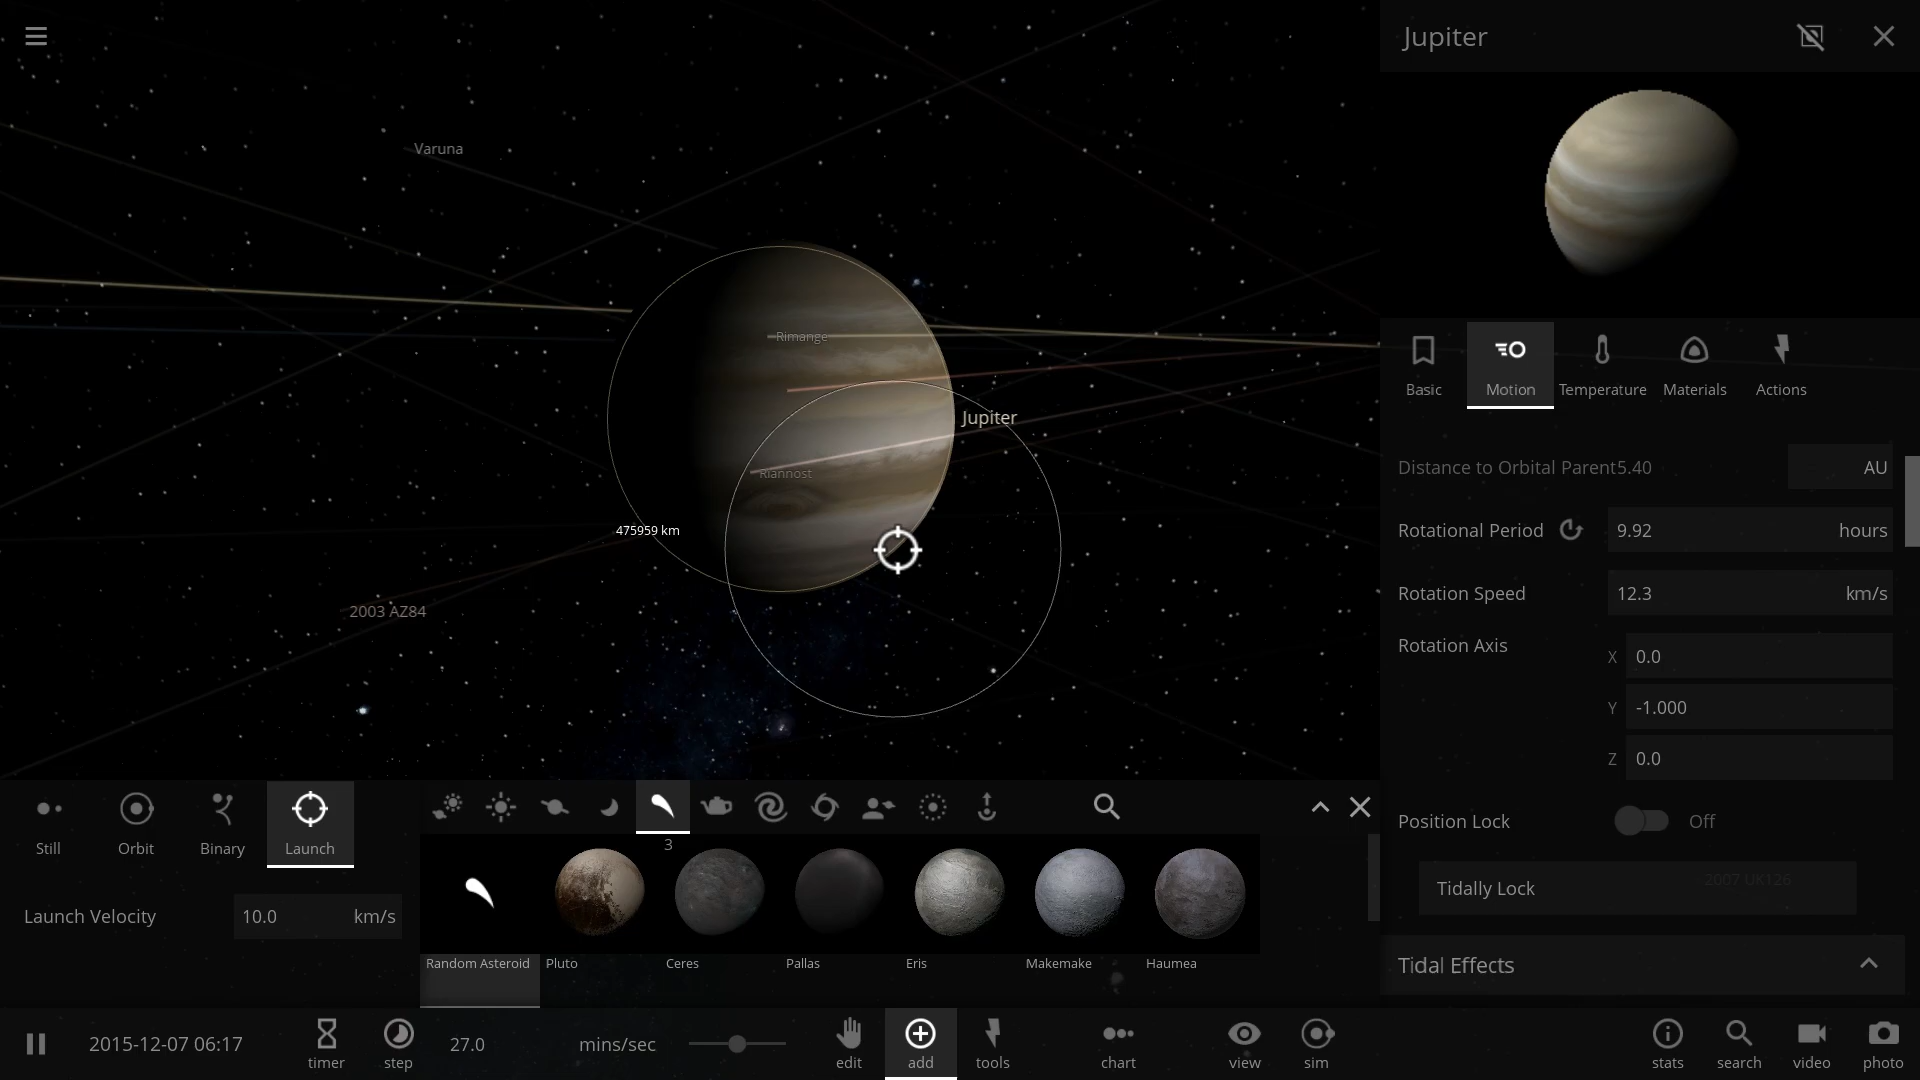 Jupiter
Varuna
Rimange
Jupiter
Riannost
475959 km
2003 AZ84
Basic
Motion
Temperature
Materials
Actions
Distance to Orbital Parent 5.40 AU
Rotational Period 9.92 hours
Rotation Speed 12.3 km/s
Rotation Axis
X 0.0
Y -1.000
Z 0.0
Position Lock Off
Tidally Lock
2007 UK126
Tidal Effects
Still
Orbit
Binary
Launch
Launch Velocity 10.0 km/s
3
Random Asteroid
Pluto
Ceres
Pallas
Eris
Makemake
Haumea
2015-12-07 06:17
timer
step
27.0 mins/sec
edit
add
tools
chart
view
sim
stats
search
video
photo